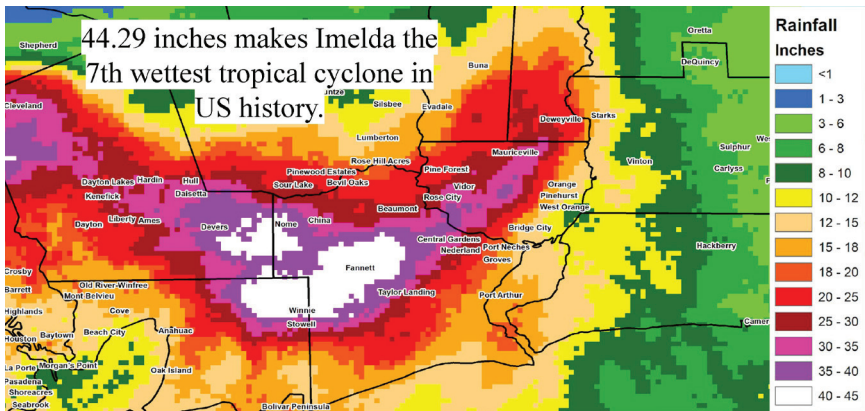 44.29 inches makes Imelda the
7th wettest tropical cyclone in
US history.
Rainfall
Inches
<1
1 - 3
3 - 6
6 - 8
8 - 10
10 - 12
12 - 15
15 - 18
18 - 20
20 - 25
25 - 30
30 - 35
35 - 40
40 - 45
Shepherd
Oretta
DeQuincy
Buna
Cleveland
Silsbee
Evadale
Deweyville
Starks
Lumberton
Mauriceville
Sulphur
Rose Hill Acres
Vinton
Carlyss
Pinewood Estates
Pine Forest
Dayton Lakes
Hardin
Hull
Sour Lake
Bevil Oaks
Vidor
Orange
Kenefick
Daisetta
Rose City
Pinehurst
West Orange
Beaumont
Liberty
Ames
China
Dayton
Devers
Nome
Bridge City
Central Gardens
Port Neches
Hackberry
Nederland
Groves
Fannett
Crosby
Old River-Winfree
Barrett
Mont Belvieu
Taylor Landing
Port Arthur
Highlands
Cove
Winnie
Stowell
Baytown
Beach City
Anahuac
Houston
La Porte
Morgan's Point
Oak Island
Pasadena
Shoreacres
Seabrook
Bolivar Peninsula